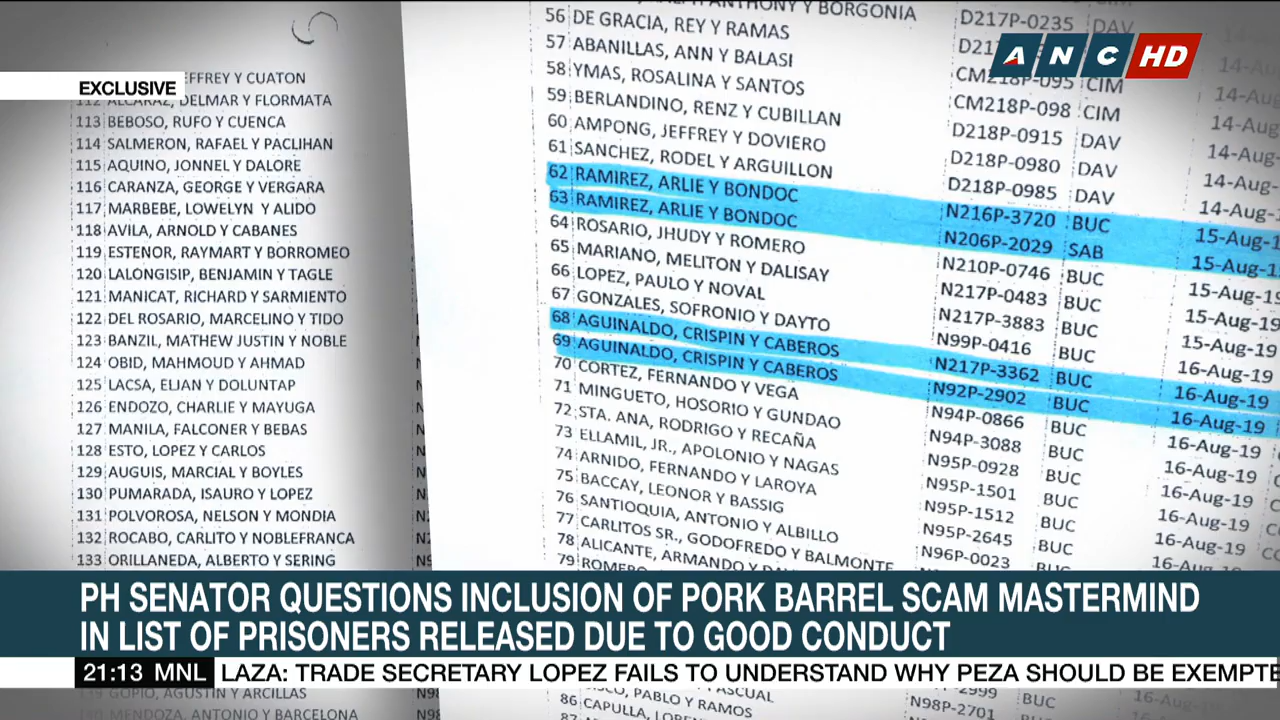 ANC HD
EXCLUSIVE
EFFREY Y CUATON
112 ALCARAZ, DELMAR Y FLORMATA
113 BEBOSO, RUFO Y CUENCA
114 SALMERON, RAFAEL Y PACLIHAN
115 AQUINO, JONNEL Y DALORE
116 CARANZA, GEORGE Y VERGARA
117 MARBEBE, LOWELYN Y ALIDO
118 AVILA, ARNOLD Y CABANES
119 ESTENOR, RAYMART Y BORROMEO
120 LALONGISIP, BENJAMIN Y TAGLE
121 MANICAT, RICHARD Y SARMIENTO
122 DEL ROSARIO, MARCELINO Y TIDO
123 BANZIL, MATHEW JUSTIN Y NOBLE
124 OBID, MAHMOUD Y AHMAD
125 LACSA, ELJAN Y DOLUNTAP
126 ENDOZO, CHARLIE Y MAYUGA
127 MANILA, FALCONER Y BEBAS
128 ESTO, LOPEZ Y CARLOS
129 AUGUIS, MARCIAL Y BOYLES
130 PUMARADA, ISAURO Y LOPEZ
131 POLVOROSA, NELSON Y MONDIA
132 ROCABO, CARLITO Y NOBLEFRANCA
133 ORILLANEDA, ALBERTO Y SERING
139 GOPIO, AGUSTIN Y ARCILLAS
MENDOZA, ANTONIO Y BARCELONA
ANTHONY Y BORGONIA D217P-0235 DAV
56 DE GRACIA, REY Y RAMAS 14-Aug
57 ABANILLAS, ANN Y BALASI CM218P-095 CIM 14-Aug
58 YMAS, ROSALINA Y SANTOS CM218P-098 CIM 14-Aug
59 BERLANDINO, RENZ Y CUBILLAN D218P-0915 DAV 14-Aug
60 AMPONG, JEFFREY Y DOVIERO D218P-0980 DAV 14-Aug
61 SANCHEZ, RODEL Y ARGUILLON D218P-0985 DAV 14-Aug
62 RAMIREZ, ARLIE Y BONDOC N216P-3720 BUC 15-Aug-1
63 RAMIREZ, ARLIE Y BONDOC N206P-2029 SAB 15-Aug-1
64 ROSARIO, JHUDY Y ROMERO N210P-0746 BUC 15-Aug-19
65 MARIANO, MELITON Y DALISAY N217P-0483 BUC 15-Aug-19
66 LOPEZ, PAULO Y NOVAL N217P-3883 BUC 15-Aug-19
67 GONZALES, SOFRONIO Y DAYTO N99P-0416 BUC 16-Aug-19
68 AGUINALDO, CRISPIN Y CABEROS N217P-3362 BUC 16-Aug-19
69 AGUINALDO, CRISPIN Y CABEROS N92P-2902 BUC 16-Aug-19
70 CORTEZ, FERNANDO Y VEGA N94P-0866 BUC 16-Aug-19
71 MINGUETO, HOSORIO Y GUNDAO N94P-3088 BUC 16-Aug-19
72 STA. ANA, RODRIGO Y RECAÑA N95P-0928 BUC 16-Aug-19
73 ELLAMIL, JR., APOLONIO Y NAGAS N95P-1501 BUC 16-Aug-19
74 ARNIDO, FERNANDO Y LAROYA N95P-1512 BUC 16-Aug-19
75 BACCAY, LEONOR Y BASSIG N95P-2645 BUC
76 SANTIOQUIA, ANTONIO Y ALBILLO N96P-0023 BUC
77 CARLITOS SR., GODOFREDO Y BALMONTE
78 ALICANTE, ARMANDO Y
79 ROMERO
PABLO Y PASCUAL
86 Y RAMOS N98P-2701 BUC
87 CAPULLA,
PH SENATOR QUESTIONS INCLUSION OF PORK BARREL SCAM MASTERMIND
IN LIST OF PRISONERS RELEASED DUE TO GOOD CONDUCT
21:13 MNL LAZA: TRADE SECRETARY LOPEZ FAILS TO UNDERSTAND WHY PEZA SHOULD BE EXEMPTE